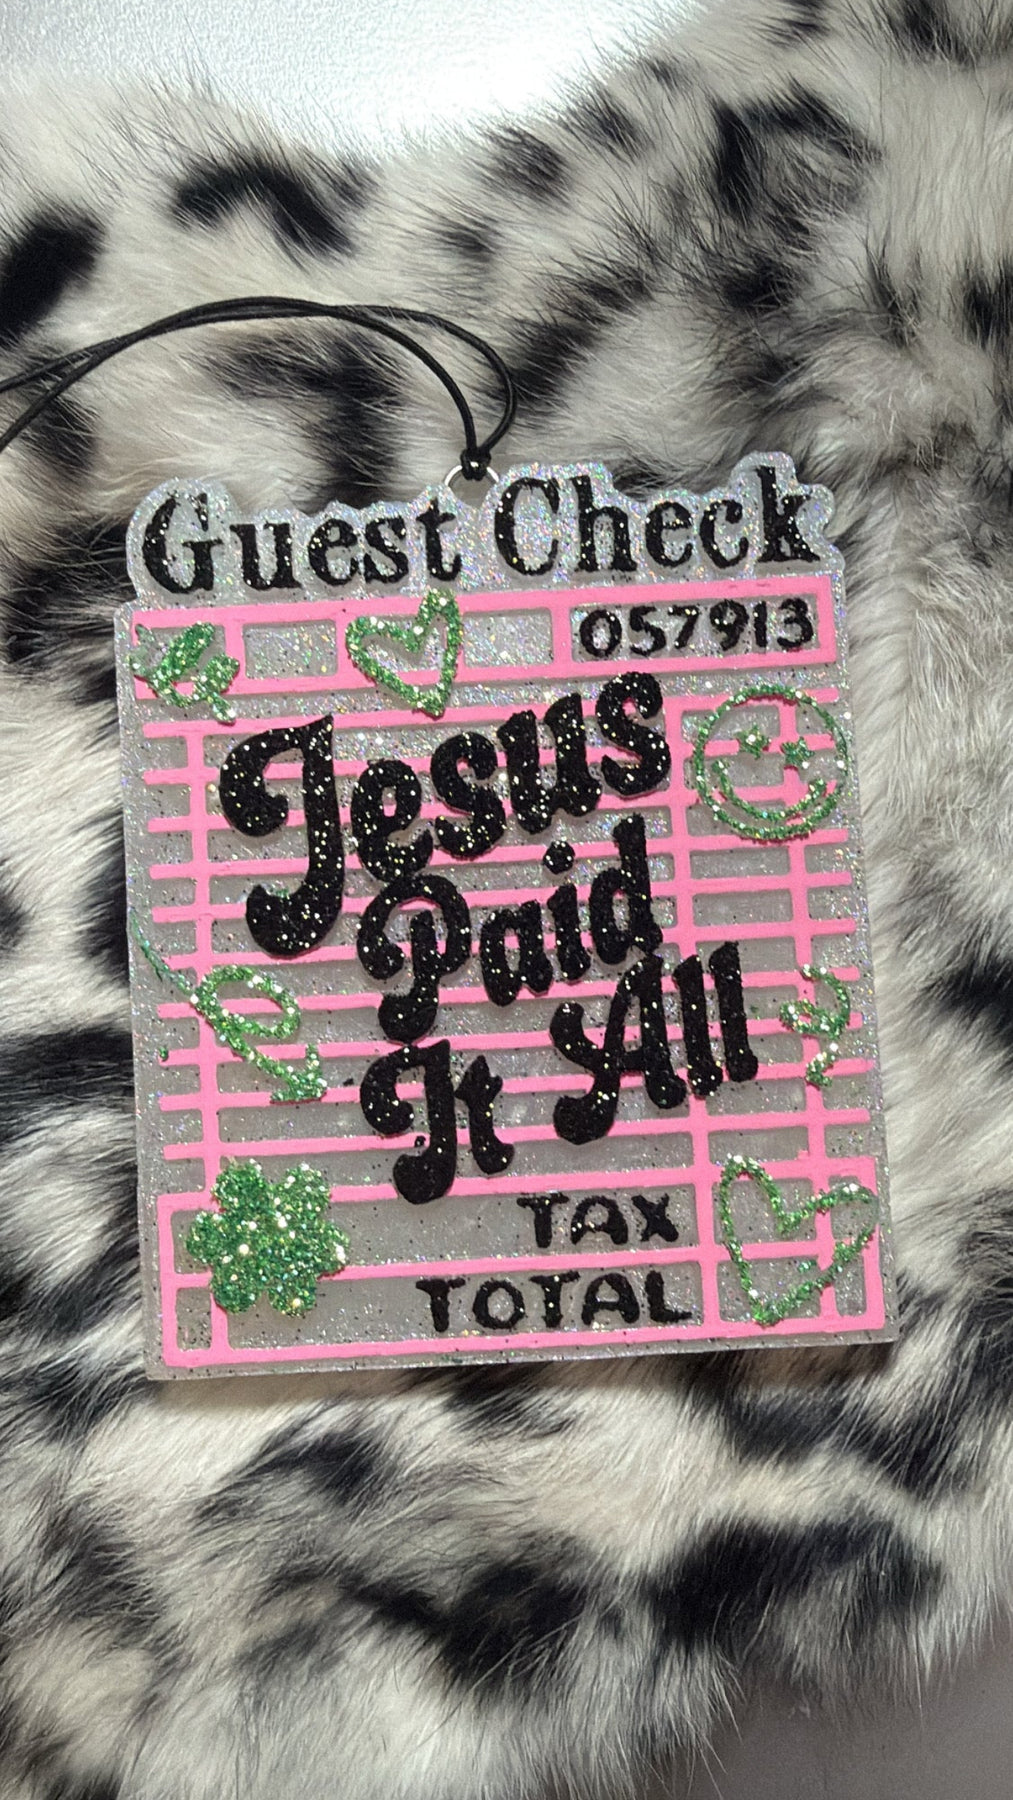 Guest Check
057913
Jesus
Paid
It All
TAX
TOTAL